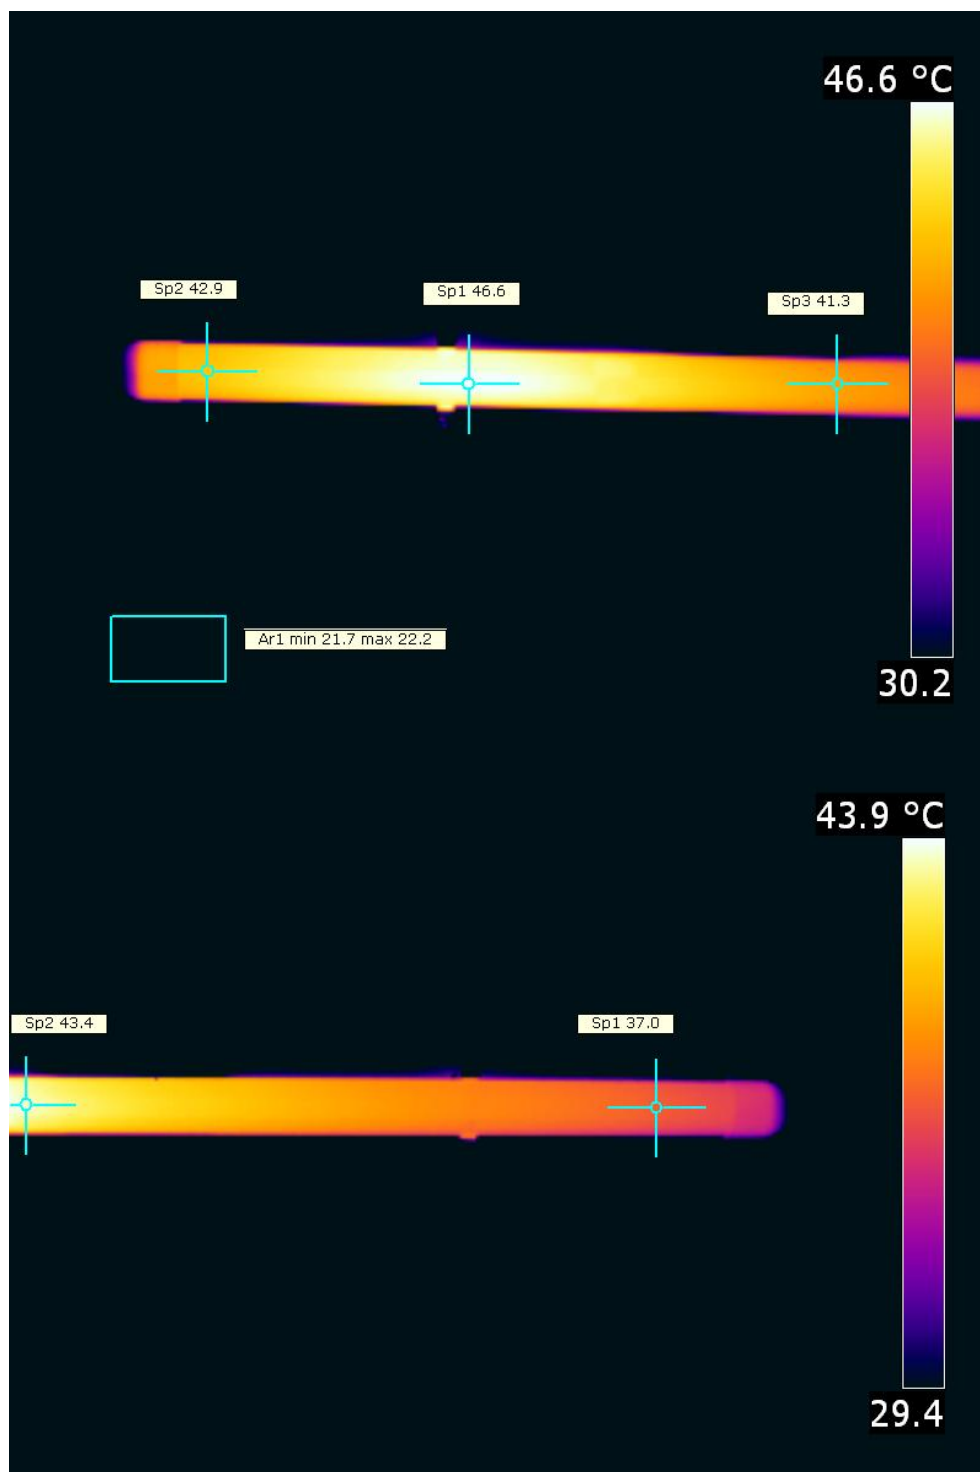 46.6 °C
Sp2 42.9
Sp1 46.6
Sp3 41.3
Ar1 min 21.7 max 22.2
30.2
43.9 °C
Sp2 43.4
Sp1 37.0
29.4